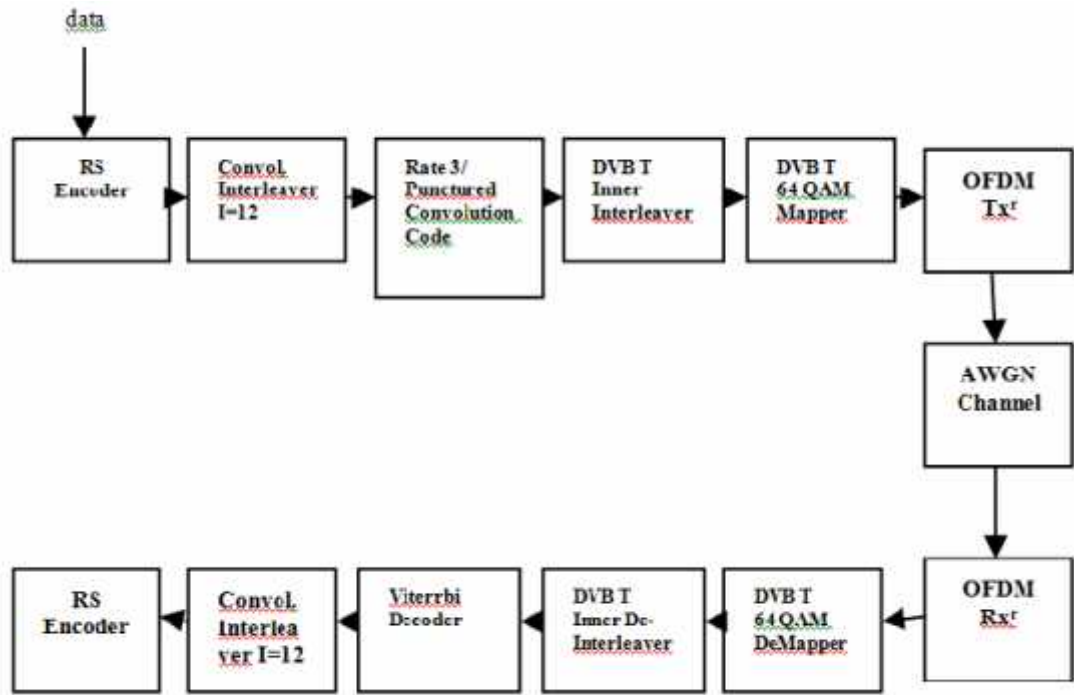 data
RS
Encoder
Convol.
Interleaver
I=12
Rate 3/
Punctured
Convolution
Code
DVB T
Inner
Interleaver
DVB T
64 QAM
Mapper
OFDM
Txʳ
AWGN
Channel
OFDM
Rxʳ
DVB T
64 QAM
DeMapper
DVB T
Inner De-
Interleaver
Viterrbi
Decoder
Convol.
Interlea
ver I=12
RS
Encoder